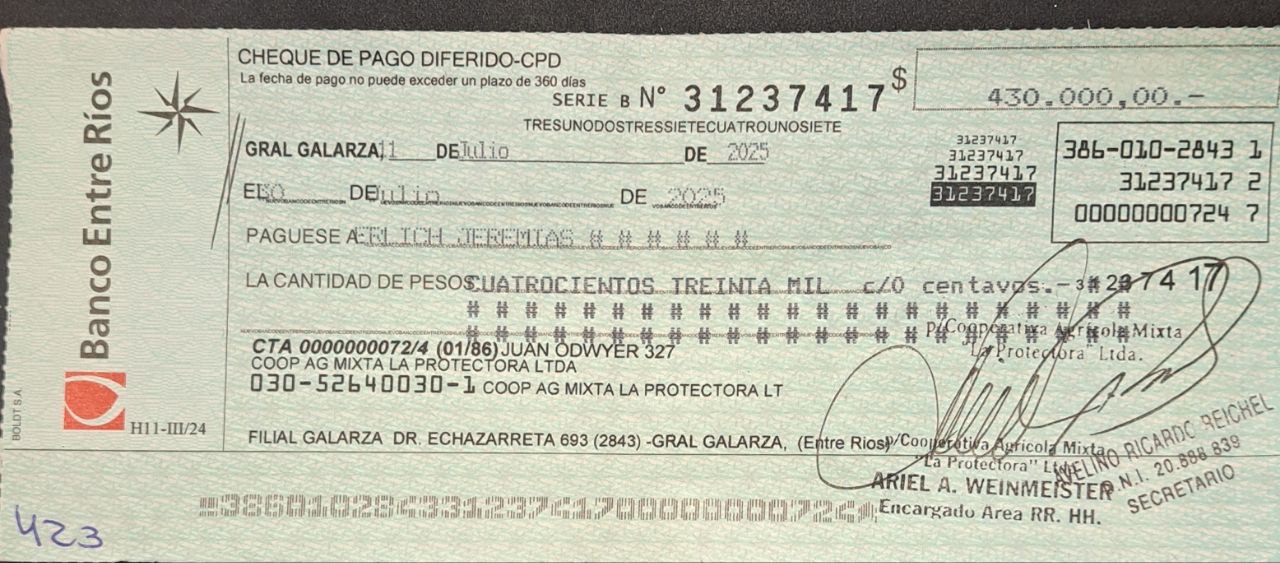 CHEQUE DE PAGO DIFERIDO-CPD
La fecha de pago no puede exceder un plazo de 360 días
SERIE B N° 31237417 $ 430.000,00.-
TRESUNODOSTRESSIETECUATROUNOSIETE
GRAL GALARZA, 11 DE Julio DE 2025
31237417
31237417
31237417
31237417
386-010-2843 1
31237417 2
00000000724 7
EL DE Julio DE 2025
PAGUESE A ERLICH JEREMIAS # # # # # #
LA CANTIDAD DE PESOS CUATROCIENTOS TREINTA MIL c/0 centavos.-
# # # # # # # # # # # # # # # # # # # #
# # # # # # # # # # # # # # # # # # # #
p/Cooperativa Agrícola Mixta
"La Protectora" Ltda.
CTA 0000000072/4 (01/86) JUAN ODWYER 327
COOP AG MIXTA LA PROTECTORA LTDA
030-52640030-1 COOP AG MIXTA LA PROTECTORA LT
FILIAL GALARZA DR. ECHAZARRETA 693 (2843) -GRAL GALARZA, (Entre Rios)
p/Cooperativa Agrícola Mixta
"La Protectora" Ltda.
ARIEL A. WEINMEISTER
Encargado Area RR. HH.
AVELINO RICARDO REICHEL
D.N.I. 20.888.839
SECRETARIO
Banco Entre Ríos
BOLDT S.A
H11-III/24
423